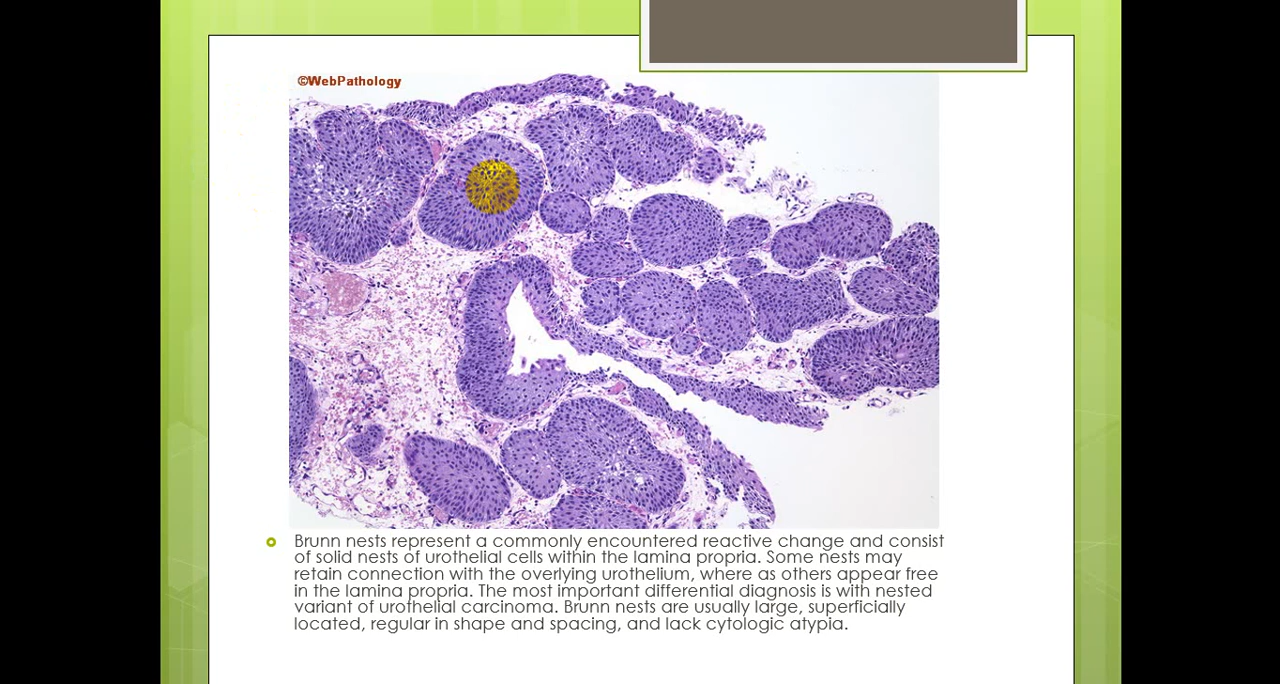 ©WebPathology
Brunn nests represent a commonly encountered reactive change and consist
of solid nests of urothelial cells within the lamina propria. Some nests may
retain connection with the overlying urothelium, where as others appear free
in the lamina propria. The most important differential diagnosis is with nested
variant of urothelial carcinoma. Brunn nests are usually large, superficially
located, regular in shape and spacing, and lack cytologic atypia.